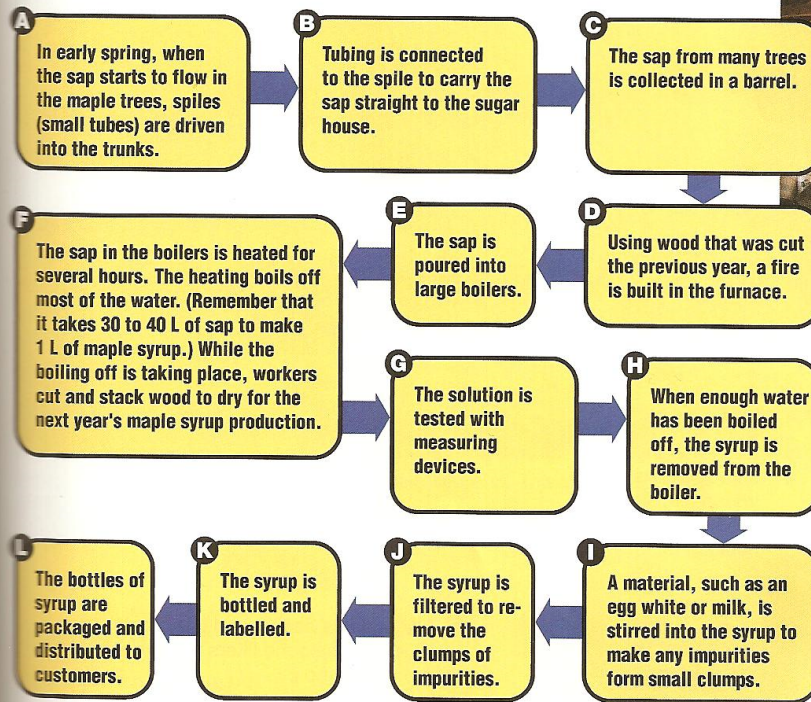 A
In early spring, when
the sap starts to flow in
the maple trees, spiles
(small tubes) are driven
into the trunks.
B
Tubing is connected
to the spile to carry the
sap straight to the sugar
house.
C
The sap from many trees
is collected in a barrel.
D
Using wood that was cut
the previous year, a fire
is built in the furnace.
E
The sap is
poured into
large boilers.
F
The sap in the boilers is heated for
several hours. The heating boils off
most of the water. (Remember that
it takes 30 to 40 L of sap to make
1 L of maple syrup.) While the
boiling off is taking place, workers
cut and stack wood to dry for the
next year's maple syrup production.
G
The solution is
tested with
measuring
devices.
H
When enough water
has been boiled
off, the syrup is
removed from the
boiler.
I
A material, such as an
egg white or milk, is
stirred into the syrup to
make any impurities
form small clumps.
J
The syrup is
filtered to re-
move the
clumps of
impurities.
K
The syrup is
bottled and
labelled.
L
The bottles of
syrup are
packaged and
distributed to
customers.